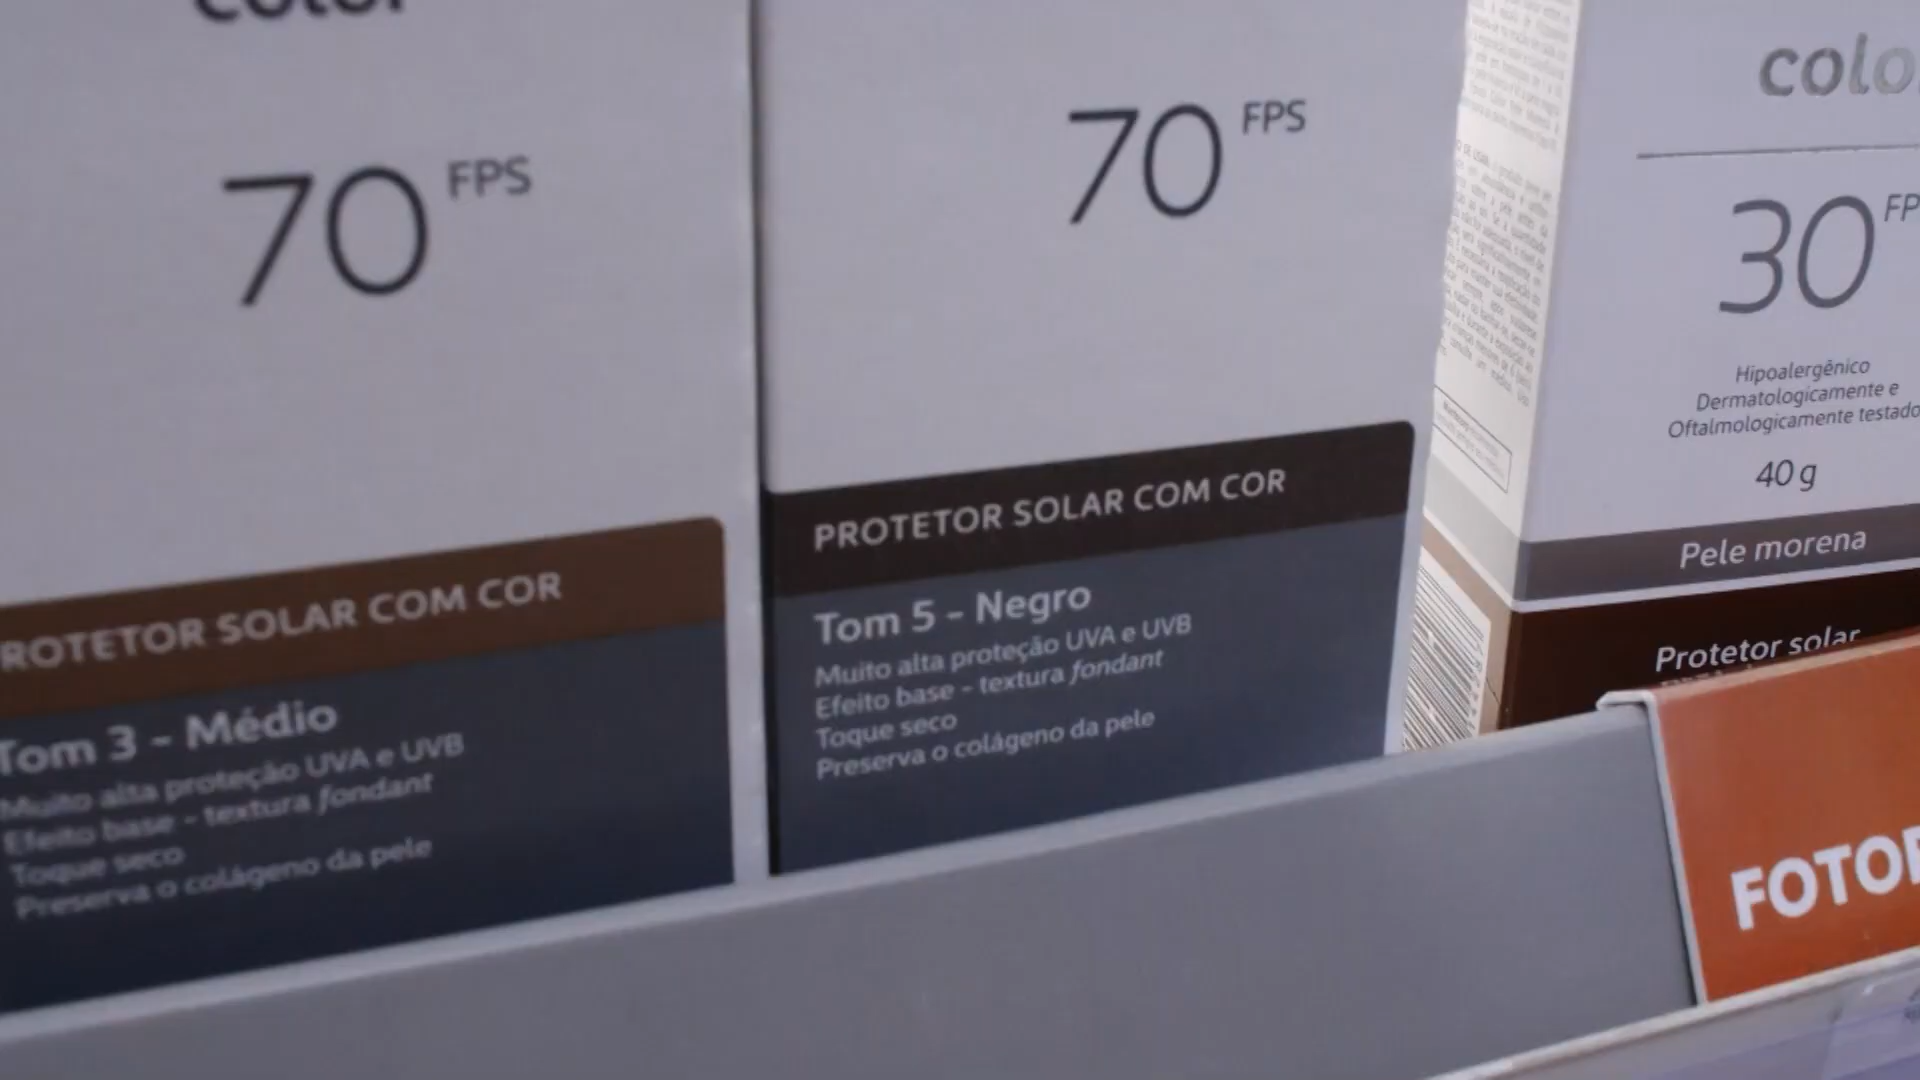 color
70 FPS
PROTETOR SOLAR COM COR
Tom 3 - Médio
Muito alta proteção UVA e UVB
Efeito base - textura fondant
Toque seco
Preserva o colágeno da pele
70 FPS
PROTETOR SOLAR COM COR
Tom 5 - Negro
Muito alta proteção UVA e UVB
Efeito base - textura fondant
Toque seco
Preserva o colágeno da pele
colo
30 FP
Hipoalergênico
Dermatologicamente e
Oftalmologicamente testado
40 g
Pele morena
Protetor solar
FOTO